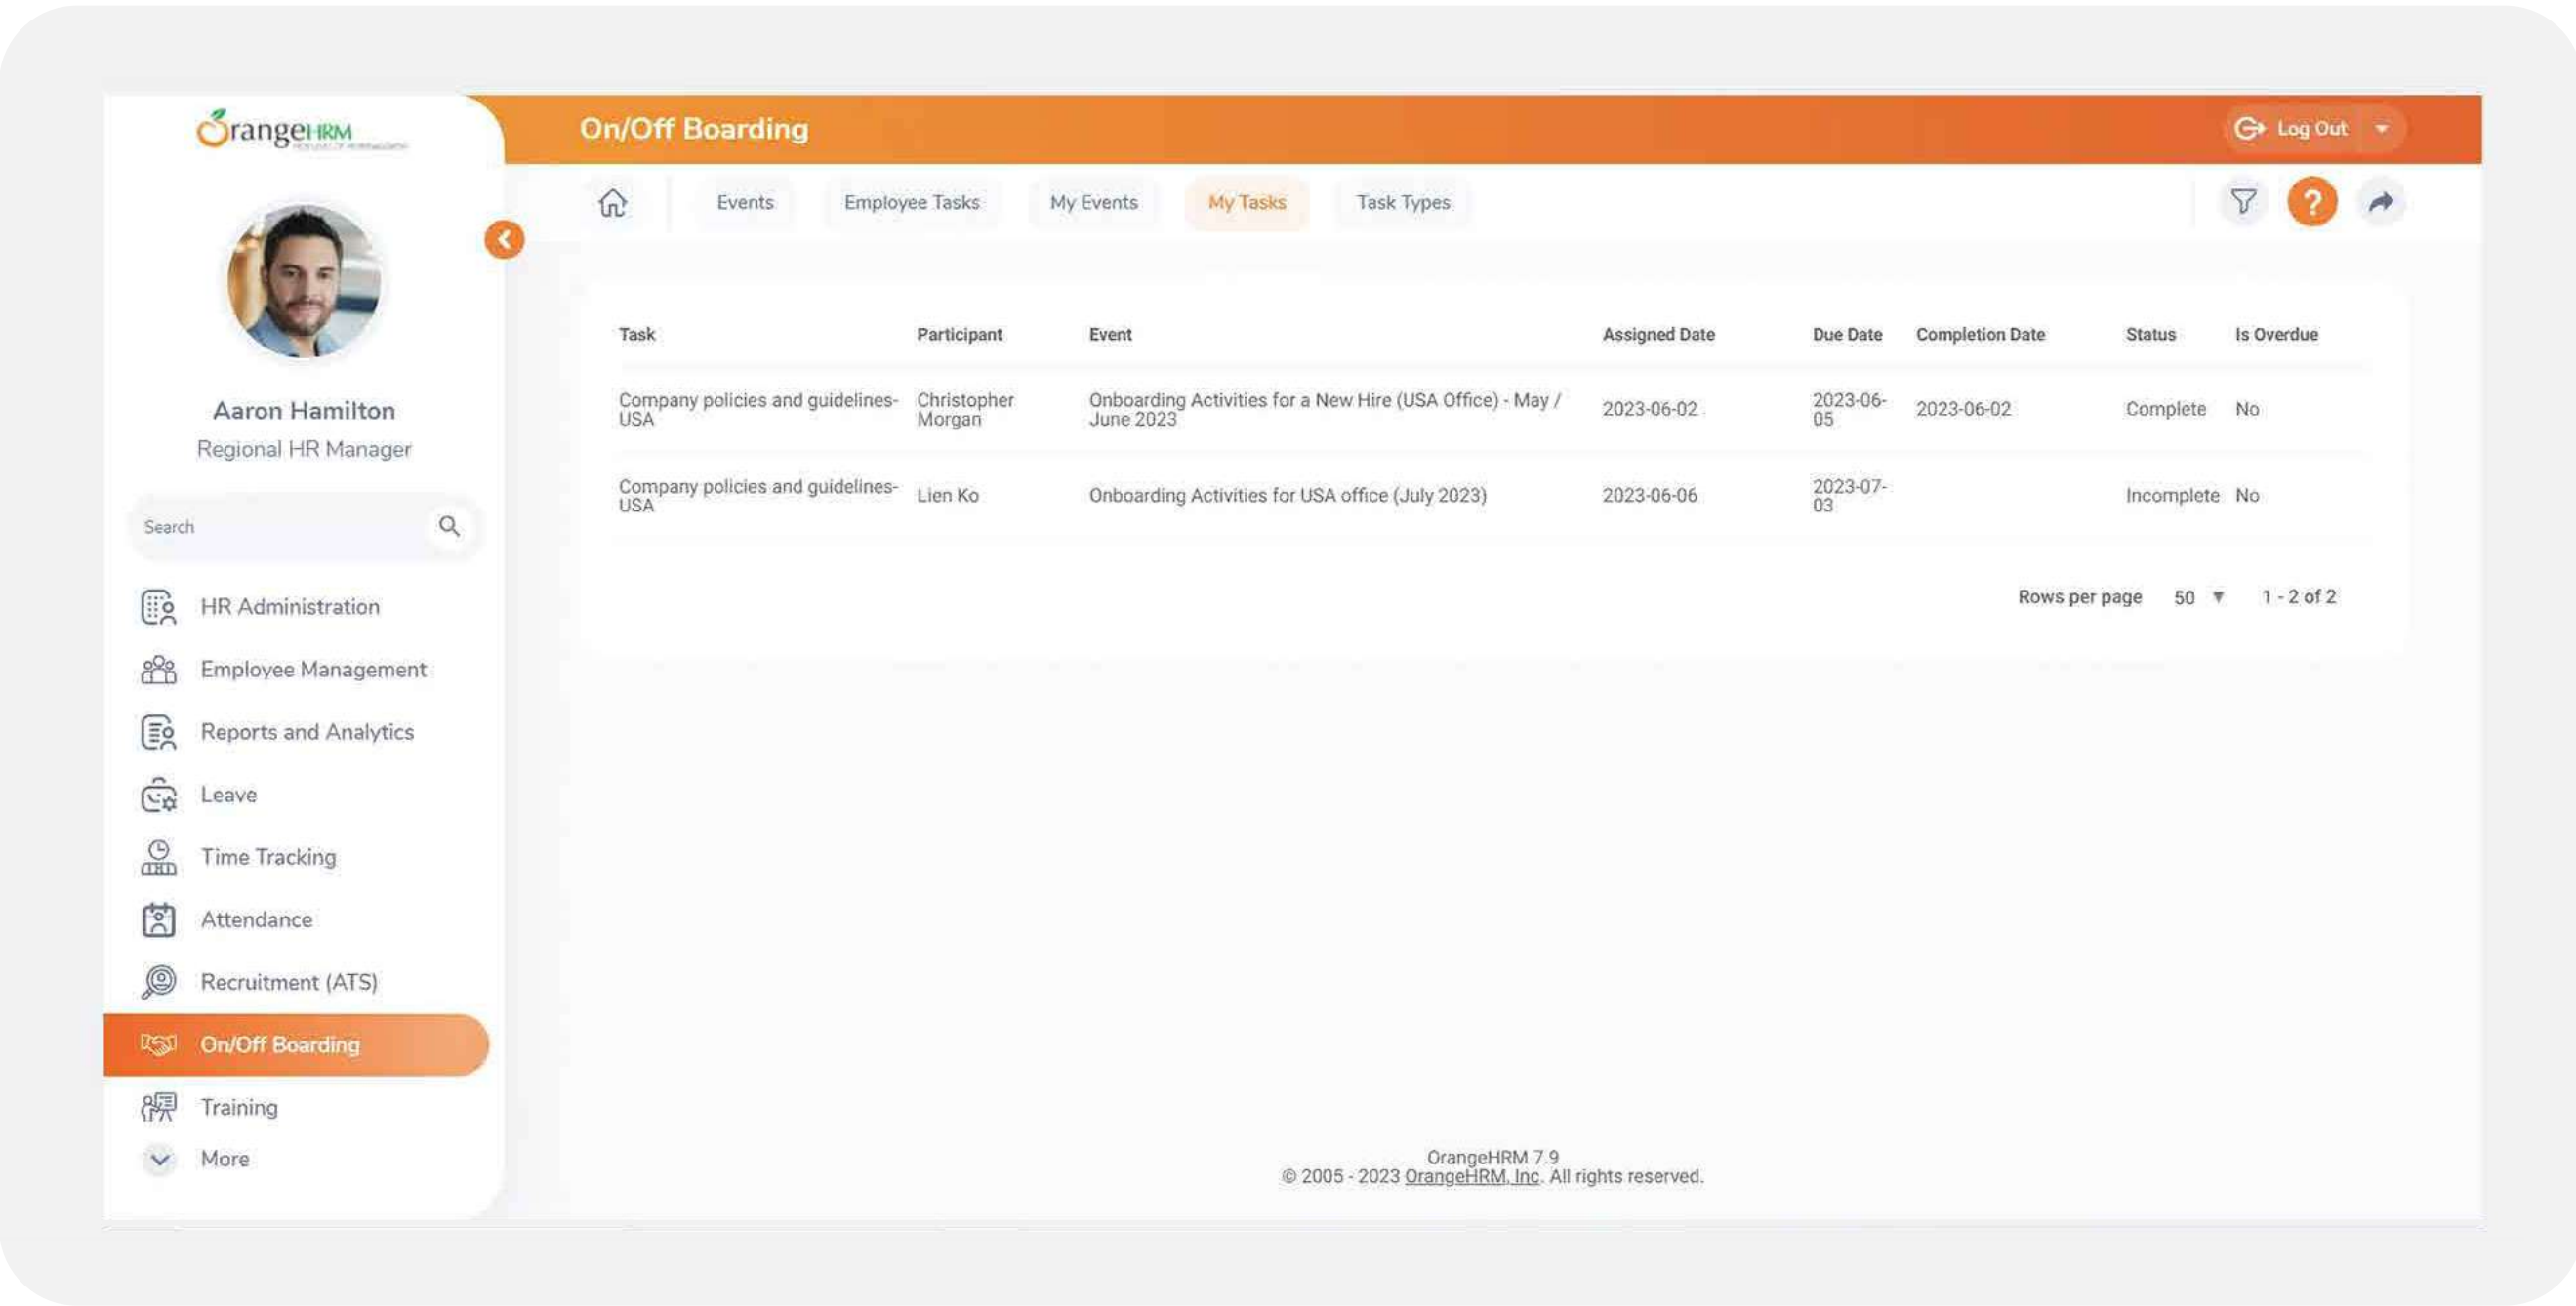 OrangeHRM
On/Off Boarding
Log Out
Events
Employee Tasks
My Events
My Tasks
Task Types
?
Aaron Hamilton
Regional HR Manager
Search
HR Administration
Employee Management
Reports and Analytics
Leave
Time Tracking
Attendance
Recruitment (ATS)
On/Off Boarding
Training
More
Task Participant Event Assigned Date Due Date Completion Date Status Is Overdue
Company policies and guidelines-
USA
Christopher
Morgan
Onboarding Activities for a New Hire (USA Office) - May /
June 2023
2023-06-02
2023-06-
05
2023-06-02
Complete
No
Company policies and guidelines-
USA
Lien Ko
Onboarding Activities for USA office (July 2023)
2023-06-06
2023-07-
03
Incomplete
No
Rows per page 50 1 - 2 of 2
OrangeHRM 7.9
© 2005 - 2023 OrangeHRM, Inc. All rights reserved.